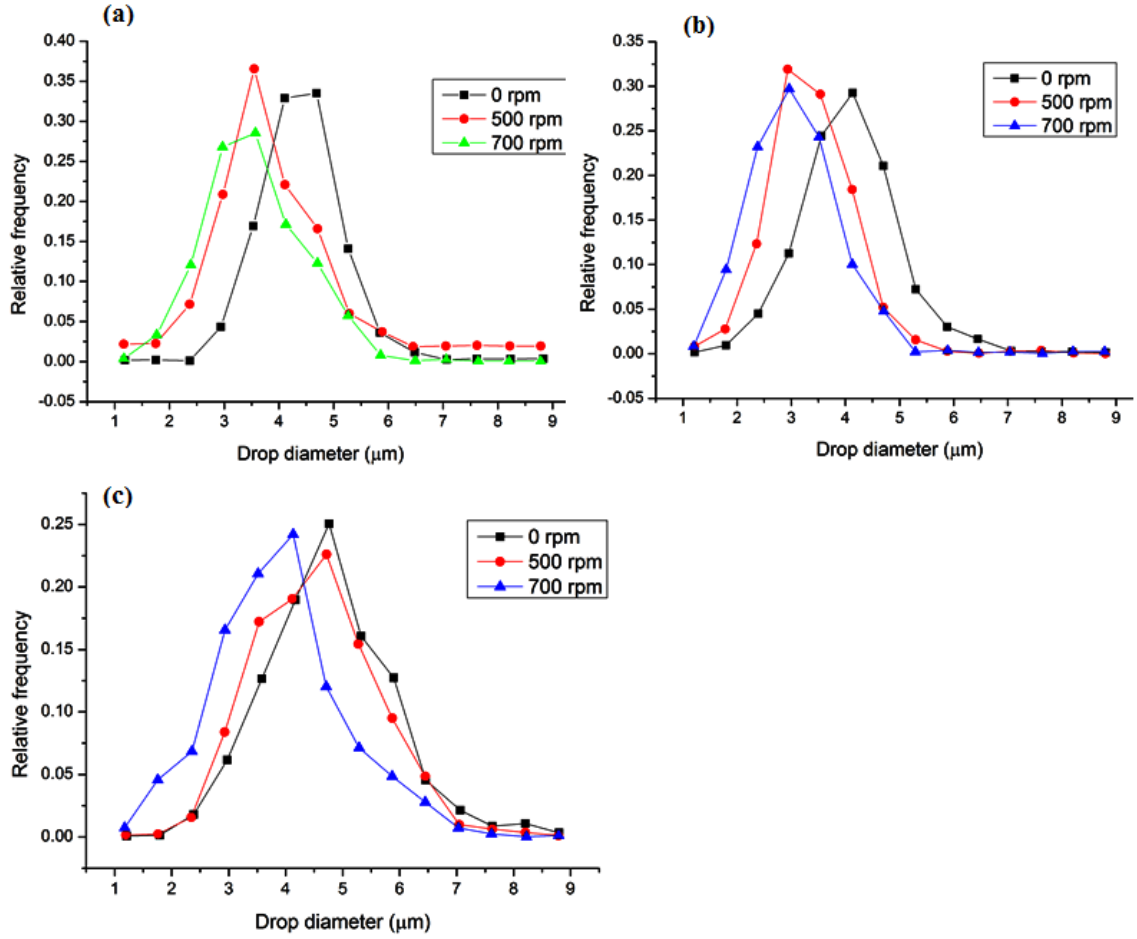 (a)
0.40
0.35
0.30
0.25
0.20
0.15
0.10
0.05
0.00
-0.05
Relative frequency
0 rpm
500 rpm
700 rpm
1 2 3 4 5 6 7 8 9
Drop diameter (μm)
(b)
0.35
0.30
0.25
0.20
0.15
0.10
0.05
0.00
-0.05
Relative frequency
0 rpm
500 rpm
700 rpm
1 2 3 4 5 6 7 8 9
Drop diameter (μm)
(c)
0.25
0.20
0.15
0.10
0.05
0.00
Relative frequency
0 rpm
500 rpm
700 rpm
1 2 3 4 5 6 7 8 9
Drop diameter (μm)